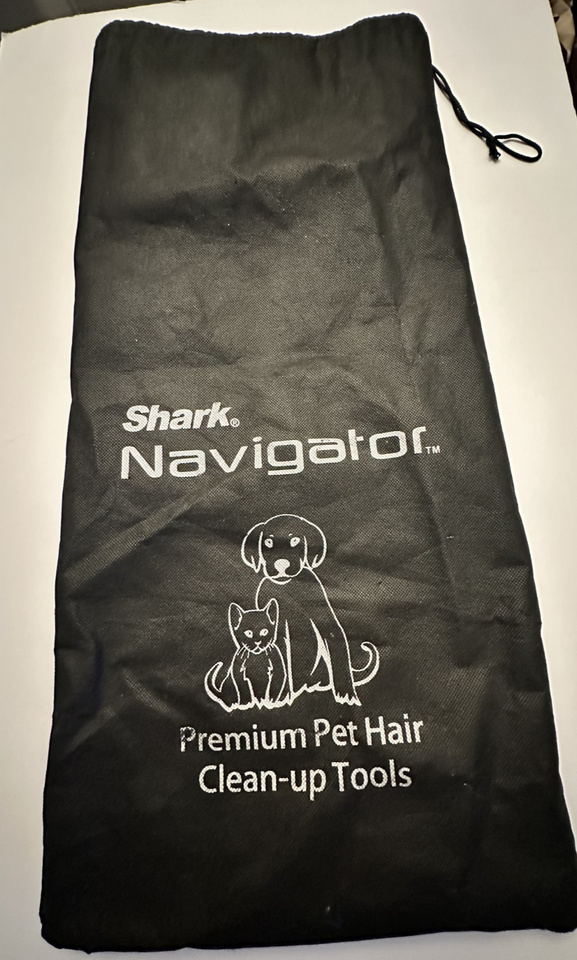 Shark®
Navigator™
Premium Pet Hair
Clean-up Tools